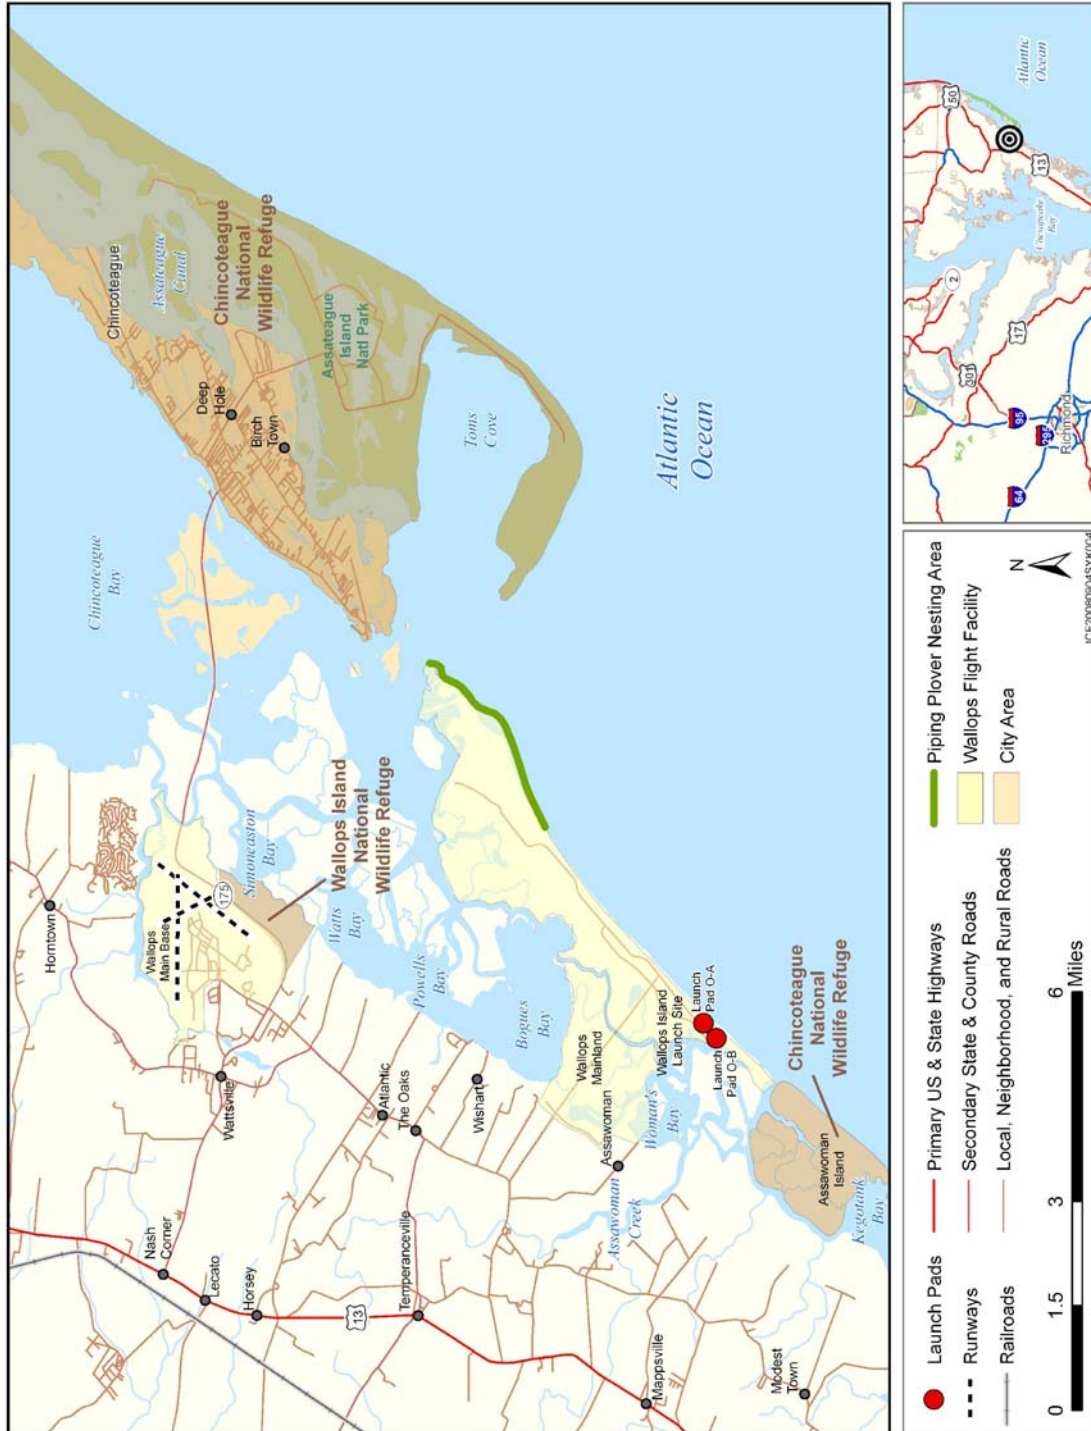 Horntown
Wallops
Main Base
175
Simoneaston
Bay
Wallops Island
National
Wildlife Refuge
Watts
Bay
Powells
Bay
Bogues
Bay
Chincoteague
Bay
Chincoteague
Assateague
Canal
Chincoteague
National
Wildlife Refuge
Deep
Hole
Birch
Town
Assateague
Island
Natl Park
Toms
Cove
Atlantic
Ocean
Nash
Corner
Lecato
Horsey
13
Wattsville
Atlantic
The Oaks
Temperanceville
Wishart
Mappsville
Modest
Town
Assawoman
Assawoman
Creek
Woman's
Bay
Wallops
Mainland
Wallops Island
Launch Site
Launch
Pad O-A
Launch
Pad O-B
Chincoteague
National
Wildlife Refuge
Assawoman
Island
Kegotank
Bay
Launch Pads
Runways
Railroads
Primary US & State Highways
Secondary State & County Roads
Local, Neighborhood, and Rural Roads
Piping Plover Nesting Area
Wallops Flight Facility
City Area
0
1.5
3
6
Miles
N
Atlantic
Ocean
50
DE
MD
13
Chesapeake
Bay
2
301
17
95
295
Richmond
64